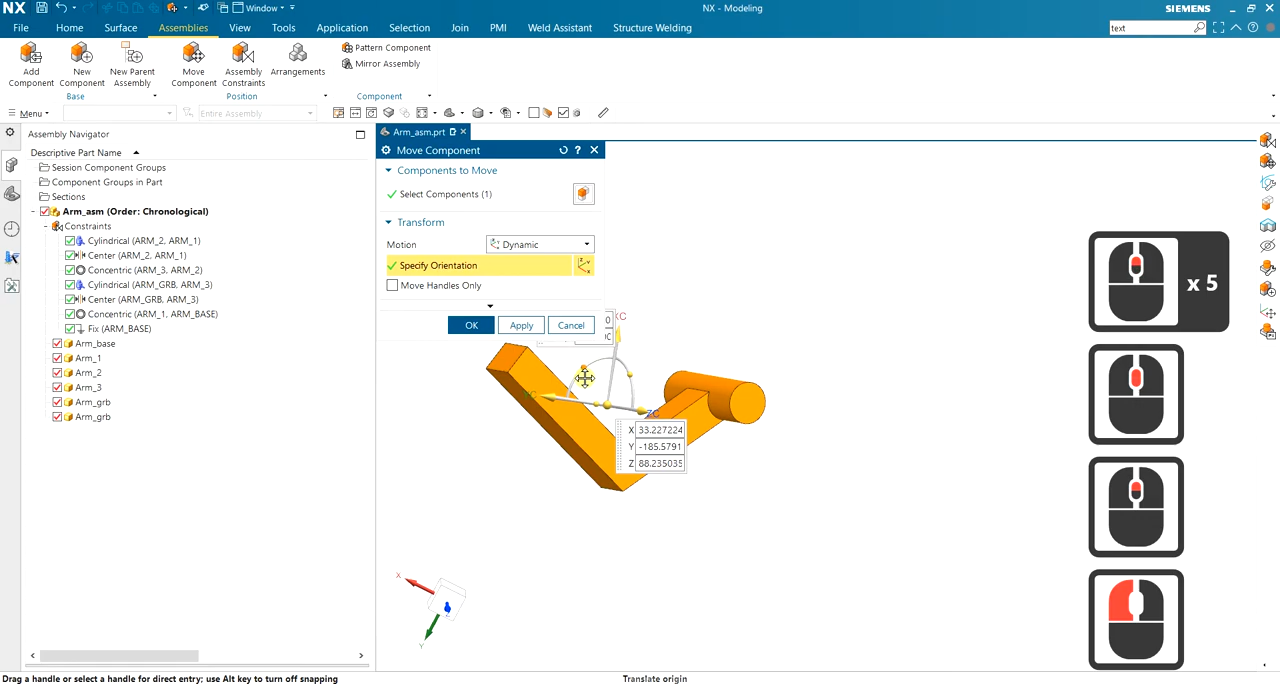 NX Window NX - Modeling SIEMENS
File Home Surface Assemblies View Tools Application Curve Selection Join PMI Weld Assistant Structure Welding text
Add Component
New Component
New Parent Assembly
Move Component
Assembly Constraints
Arrangements
Pattern Component
Mirror Assembly
Base Position Component
Menu Entire Assembly
Assembly Navigator
Arm_asm.prt
Descriptive Part Name
Session Component Groups
Component Groups in Part
Sections
Arm_asm (Order: Chronological)
Constraints
Cylindrical (ARM_2, ARM_1)
Center (ARM_2, ARM_1)
Concentric (ARM_3, ARM_2)
Cylindrical (ARM_GRB, ARM_3)
Center (ARM_GRB, ARM_3)
Concentric (ARM_1, ARM_BASE)
Fix (ARM_BASE)
Arm_base
Arm_1
Arm_2
Arm_3
Arm_grb
Arm_grb
Move Component
Components to Move
Select Components (1)
Transform
Motion Dynamic
Specify Orientation
Move Handles Only
OK Apply Cancel
XC
YC
ZC
X 33.227224
Y -185.5791
Z 88.235035
x 5
X
Y
Drag a handle or select a handle for direct entry; use Alt key to turn off snapping
Translate origin